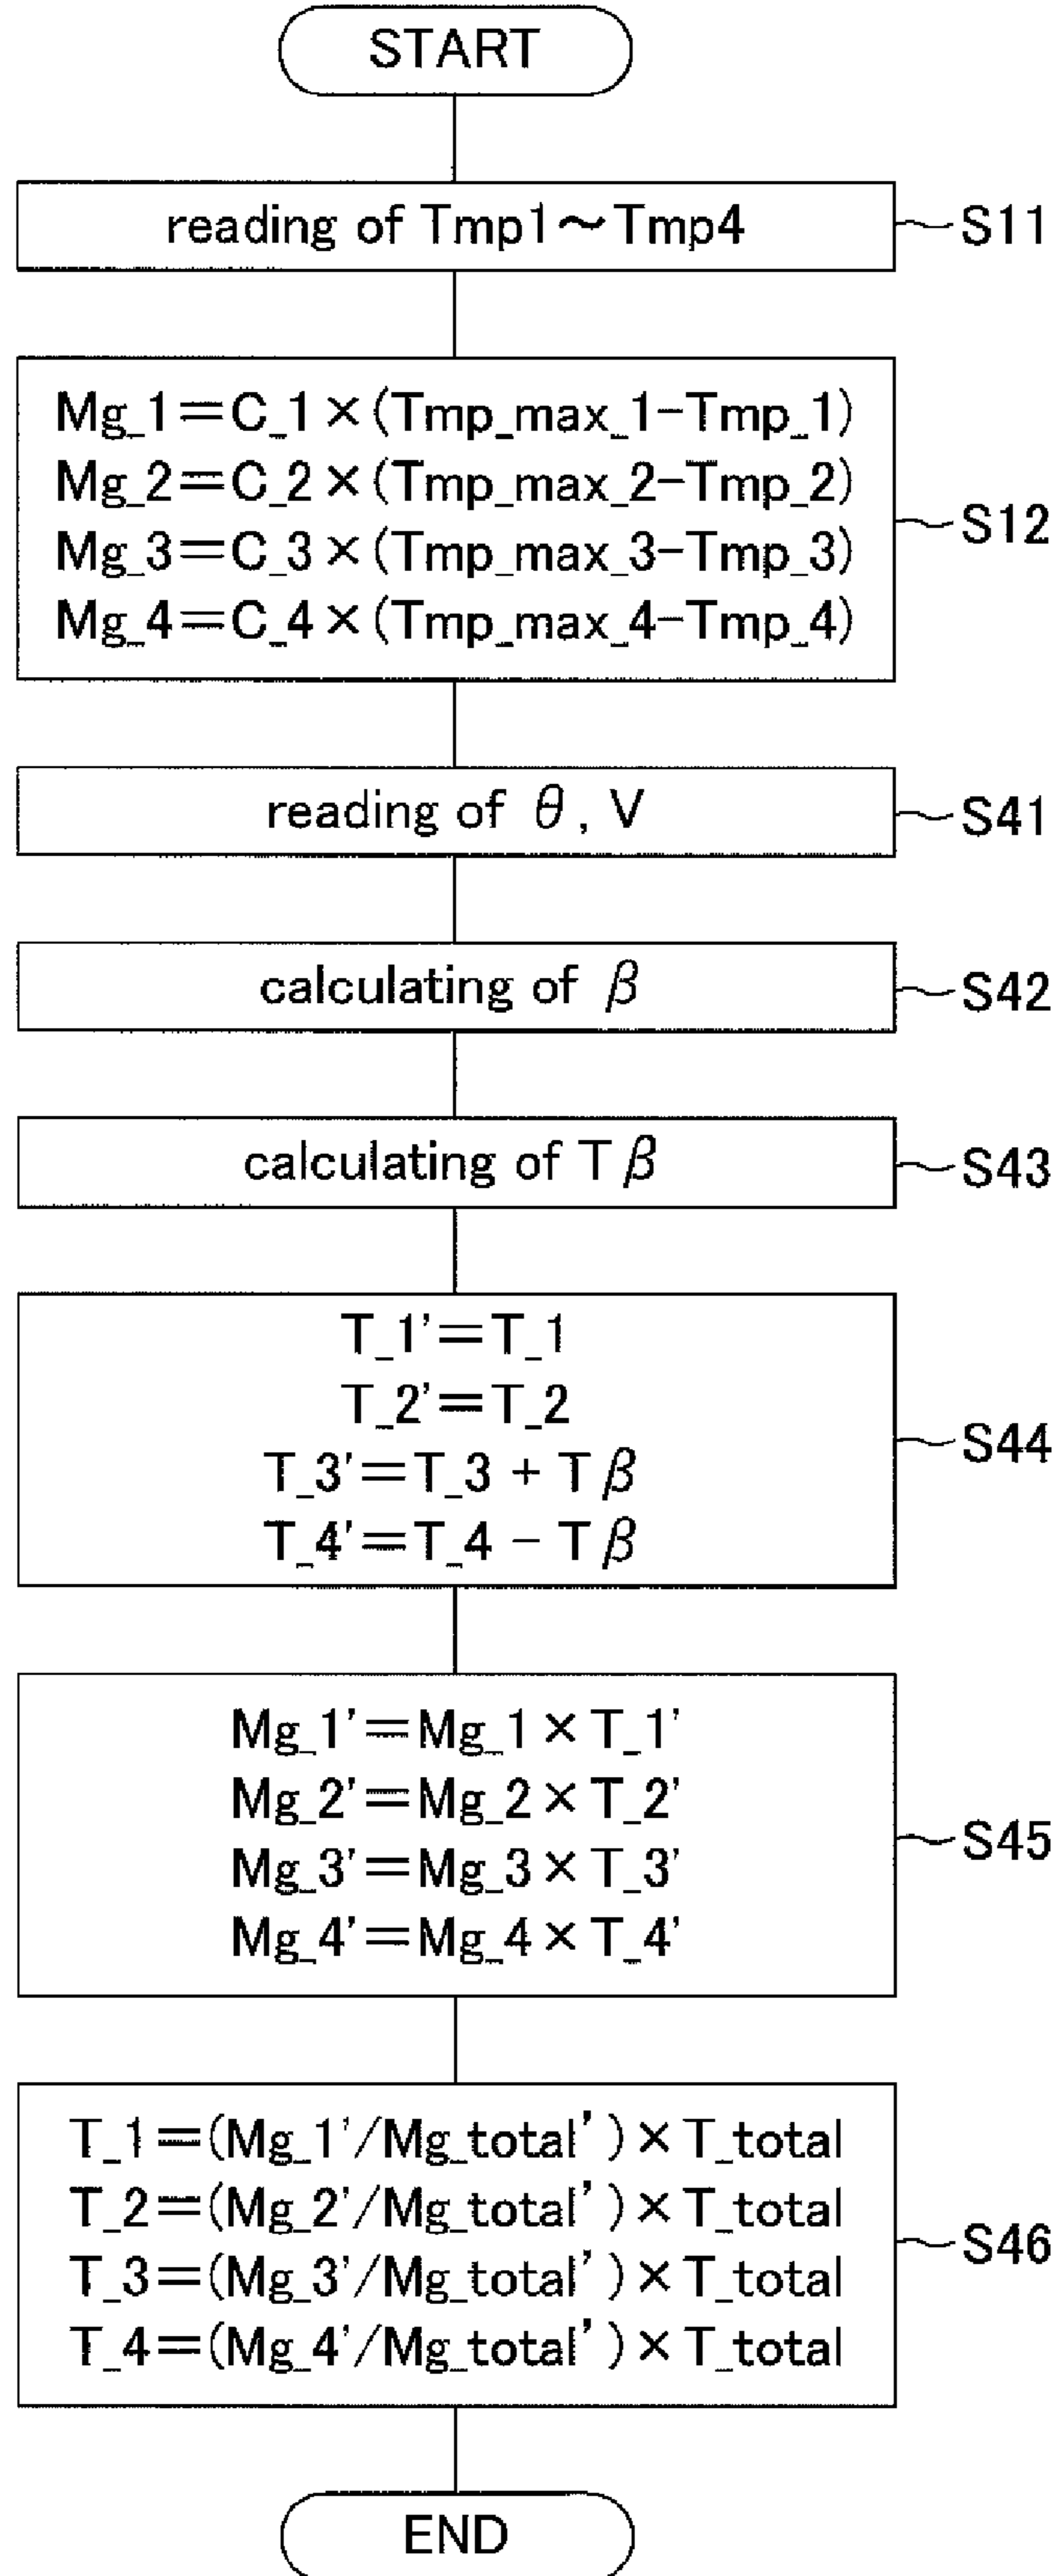 START
reading of Tmp1～Tmp4
S11
Mg_1=C_1×(Tmp_max_1-Tmp_1)
Mg_2=C_2×(Tmp_max_2-Tmp_2)
Mg_3=C_3×(Tmp_max_3-Tmp_3)
Mg_4=C_4×(Tmp_max_4-Tmp_4)
S12
reading of θ, V
S41
calculating of β
S42
calculating of Tβ
S43
T_1'=T_1
T_2'=T_2
T_3'=T_3 + Tβ
T_4'=T_4 - Tβ
S44
Mg_1'=Mg_1×T_1'
Mg_2'=Mg_2×T_2'
Mg_3'=Mg_3×T_3'
Mg_4'=Mg_4×T_4'
S45
T_1=(Mg_1'/Mg_total')×T_total
T_2=(Mg_2'/Mg_total')×T_total
T_3=(Mg_3'/Mg_total')×T_total
T_4=(Mg_4'/Mg_total')×T_total
S46
END